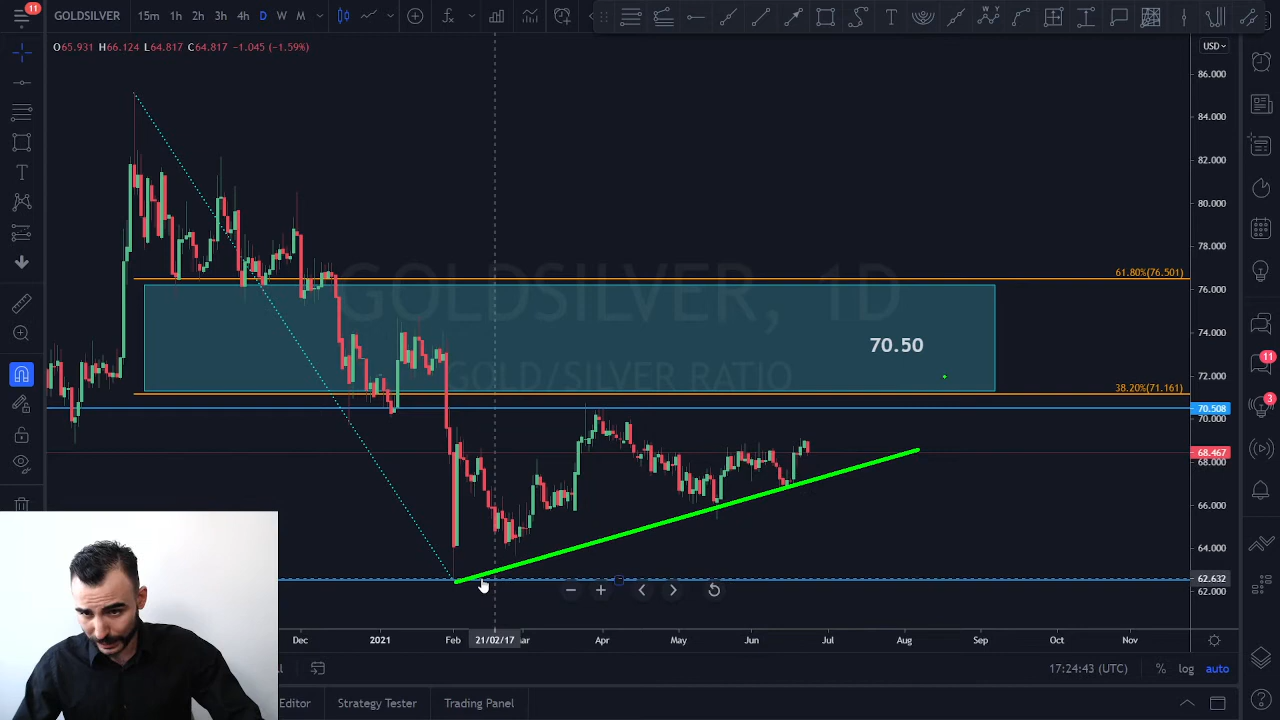 11
GOLDSILVER 15m 1h 2h 3h 4h D W M
O65.931 H66.124 L64.817 C64.817 −1.045 (−1.59%)
USD
86.000
84.000
82.000
80.000
78.000
61.80%(76.501)
76.000
GOLDSILVER, 1D
74.000
70.50
GOLD SILVER RATIO
72.000
38.20%(71.161)
70.508
70.000
68.467
68.000
66.000
64.000
62.632
62.000
Dec 2021 Feb 21/02/17 ar Apr May Jun Jul Aug Sep Oct Nov
17:24:43 (UTC) % log auto
Editor Strategy Tester Trading Panel
T
T
11
3